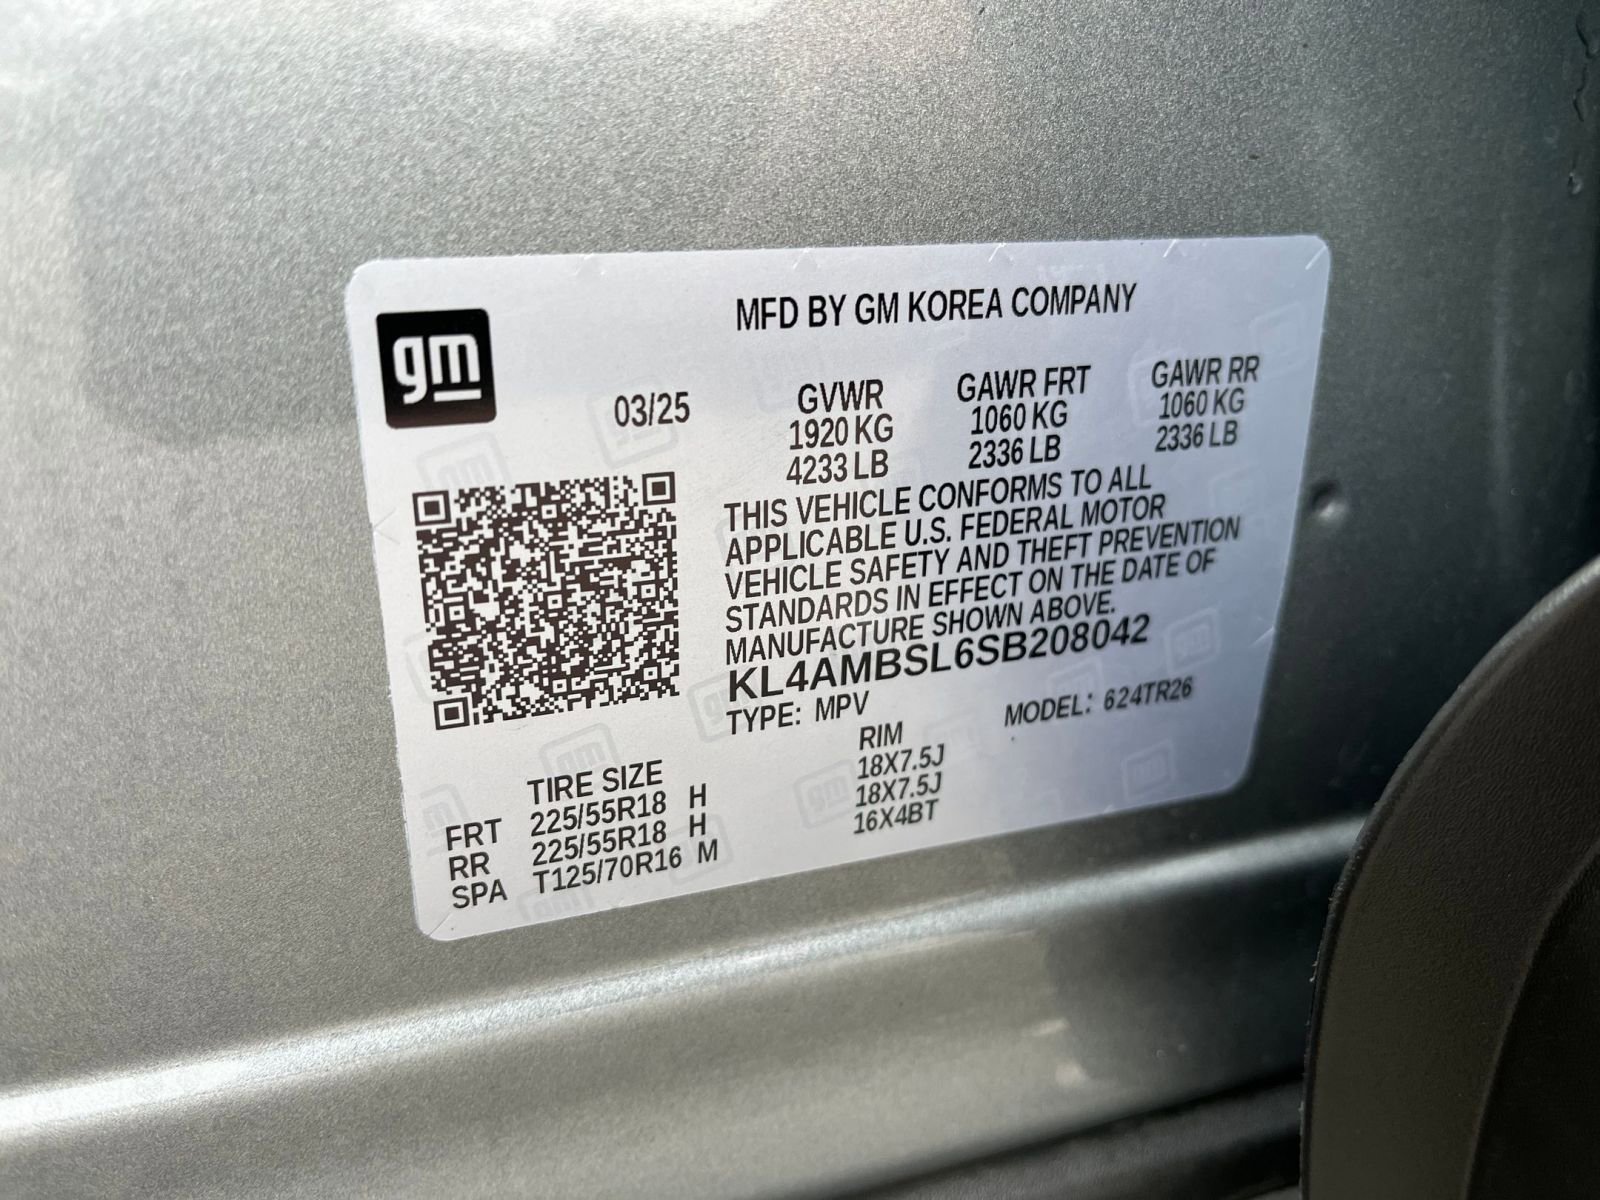 gm
MFD BY GM KOREA COMPANY
03/25 GVWR GAWR FRT GAWR RR
1920 KG 1060 KG 1060 KG
4233 LB 2336 LB 2336 LB
THIS VEHICLE CONFORMS TO ALL
APPLICABLE U.S. FEDERAL MOTOR
VEHICLE SAFETY AND THEFT PREVENTION
STANDARDS IN EFFECT ON THE DATE OF
MANUFACTURE SHOWN ABOVE.
KL4AMBSL6SB208042
TYPE: MPV MODEL: 624TR26
TIRE SIZE RIM
FRT 225/55R18 H 18X7.5J
RR 225/55R18 H 18X7.5J
SPA T125/70R16 M 16X4BT